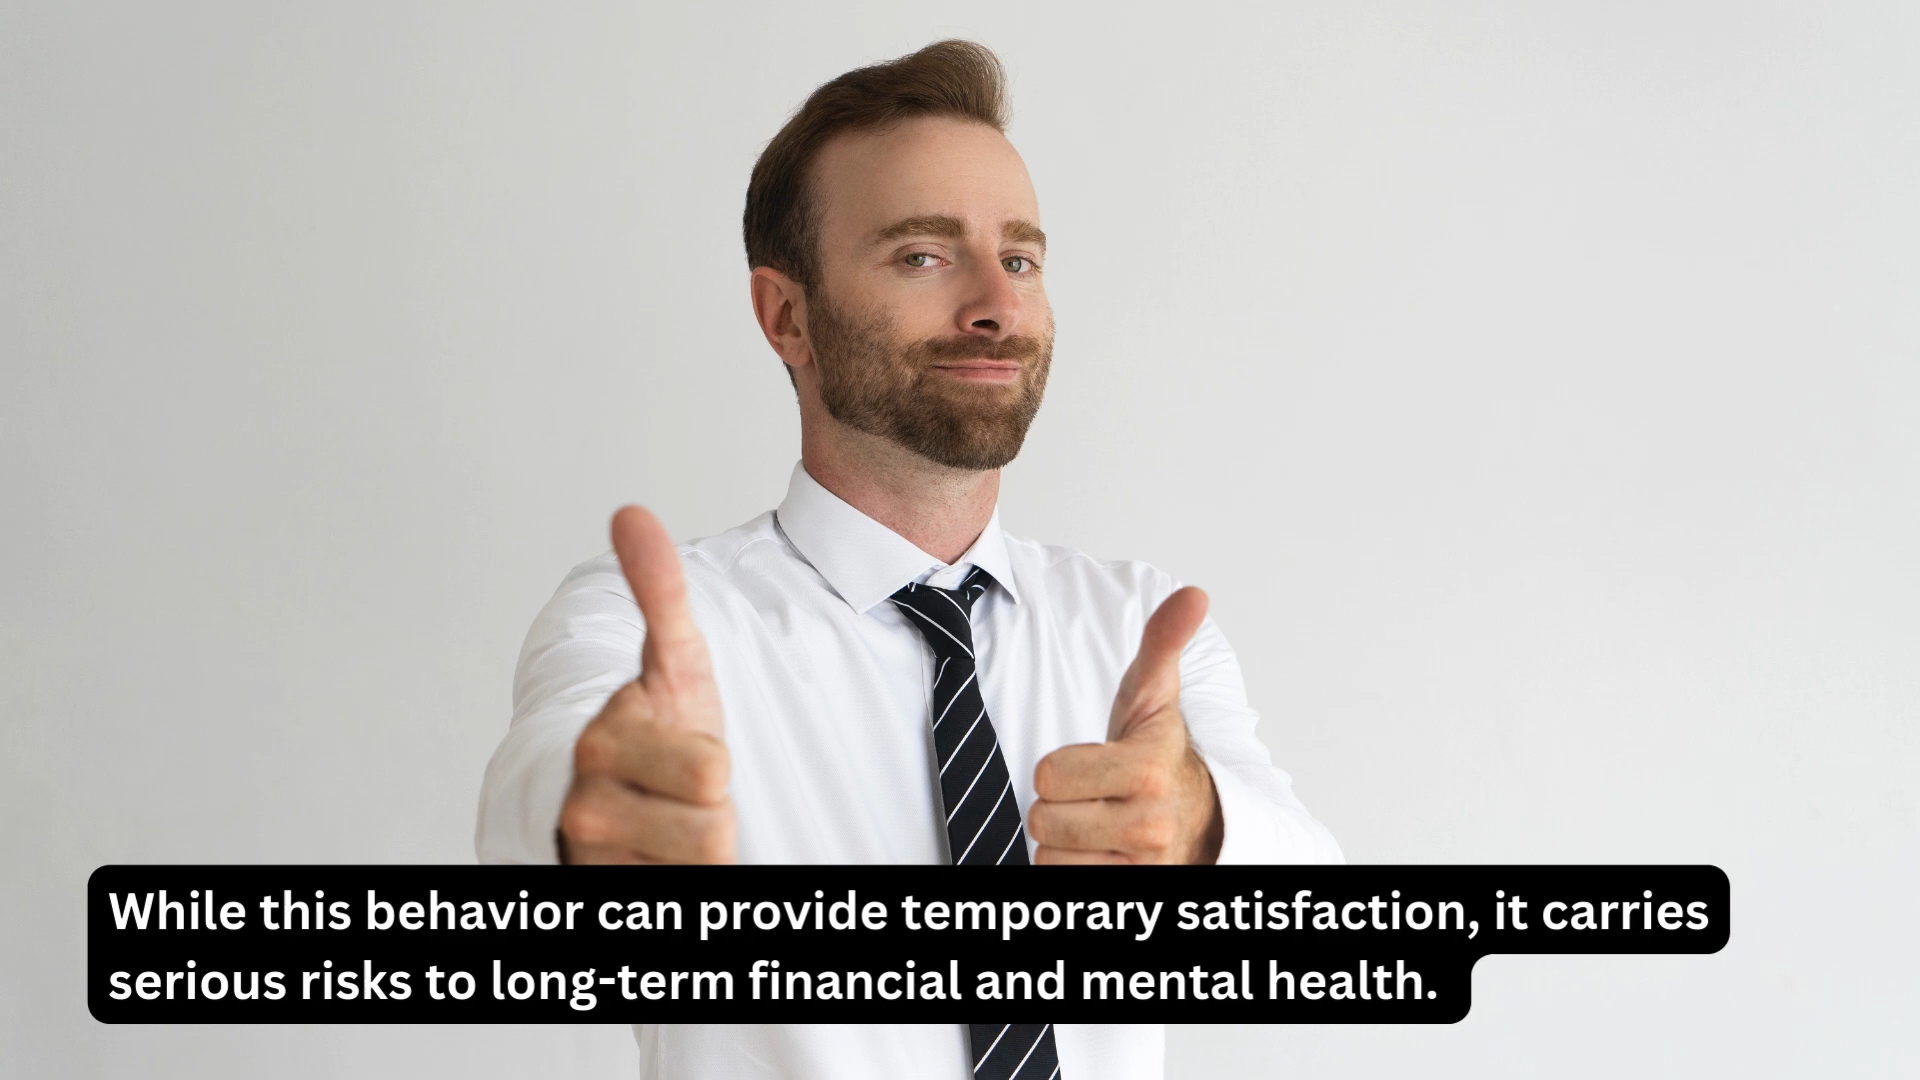 While this behavior can provide temporary satisfaction, it carries
serious risks to long-term financial and mental health.